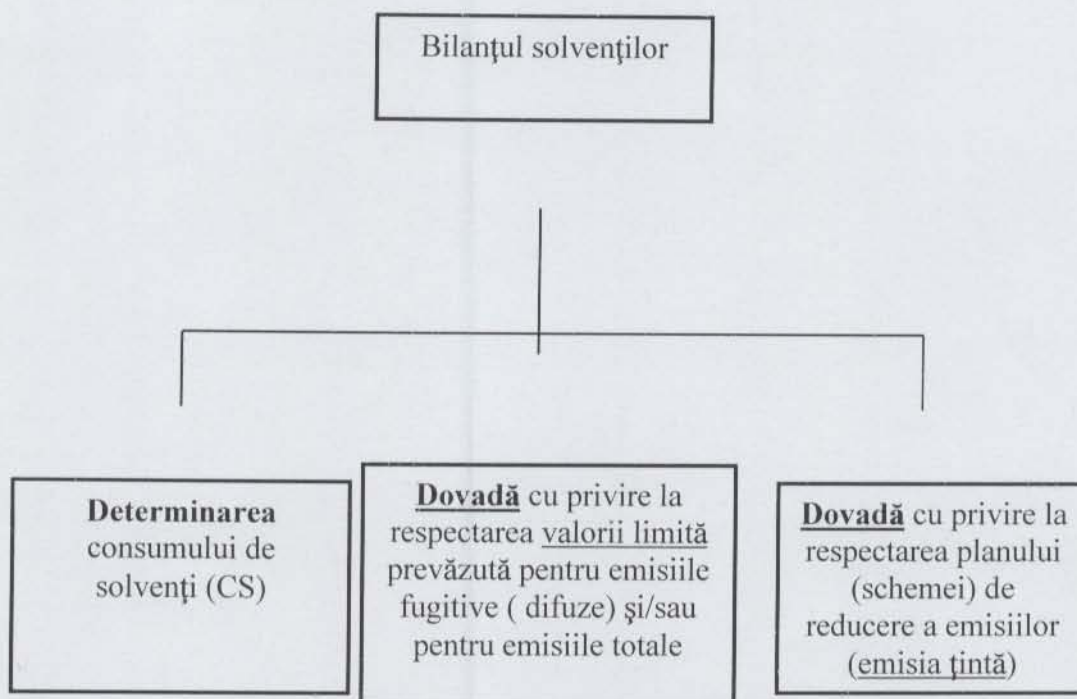 Bilanţul solvenţilor
Determinarea
consumului de
solvenţi (CS)
Dovadă cu privire la
respectarea valorii limită
prevăzută pentru emisiile
fugitive ( difuze) şi/sau
pentru emisiile totale
Dovadă cu privire la
respectarea planului
(schemei) de
reducere a emisiilor
(emisia ţintă)